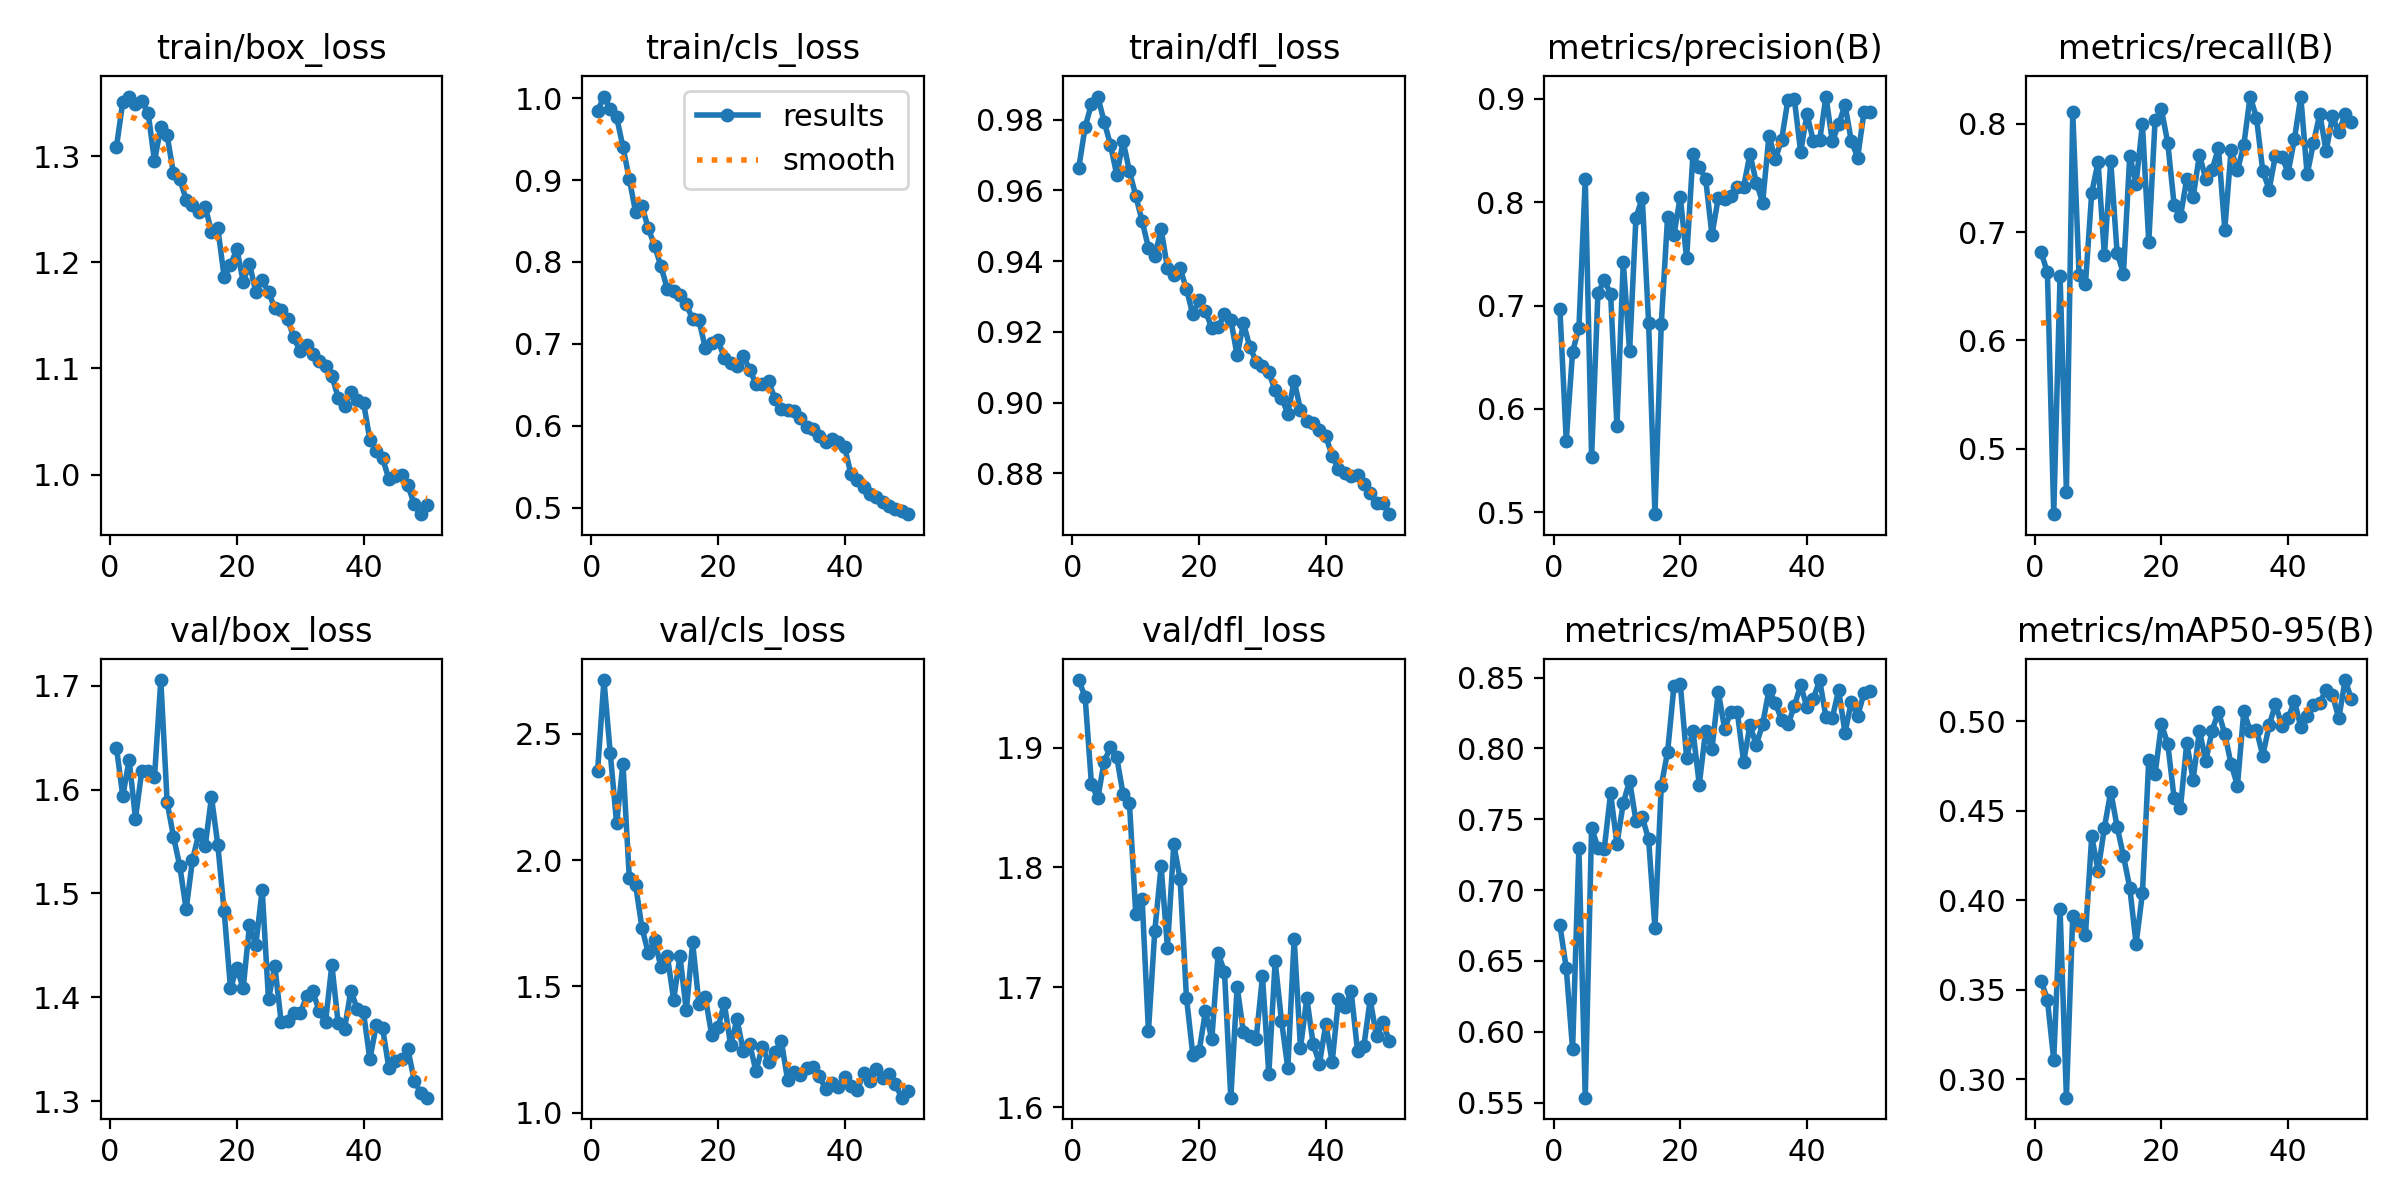 train/box_loss
train/cls_loss
train/dfl_loss
metrics/precision(B)
metrics/recall(B)
results
smooth
1.3
1.2
1.1
1.0
0 20 40
1.0
0.9
0.8
0.7
0.6
0.5
0 20 40
0.98
0.96
0.94
0.92
0.90
0.88
0 20 40
0.9
0.8
0.7
0.6
0.5
0 20 40
0.8
0.7
0.6
0.5
0 20 40
val/box_loss
val/cls_loss
val/dfl_loss
metrics/mAP50(B)
metrics/mAP50-95(B)
1.7
1.6
1.5
1.4
1.3
0 20 40
2.5
2.0
1.5
1.0
0 20 40
1.9
1.8
1.7
1.6
0 20 40
0.85
0.80
0.75
0.70
0.65
0.60
0.55
0 20 40
0.50
0.45
0.40
0.35
0.30
0 20 40